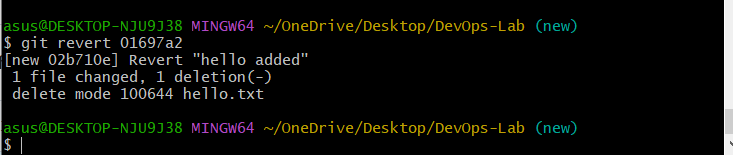 asus@DESKTOP-NJU9J38 MINGW64 ~/OneDrive/Desktop/DevOps-Lab (new)
$ git revert 01697a2
[new 02b710e] Revert "hello added"
 1 file changed, 1 deletion(-)
 delete mode 100644 hello.txt
asus@DESKTOP-NJU9J38 MINGW64 ~/OneDrive/Desktop/DevOps-Lab (new)
$